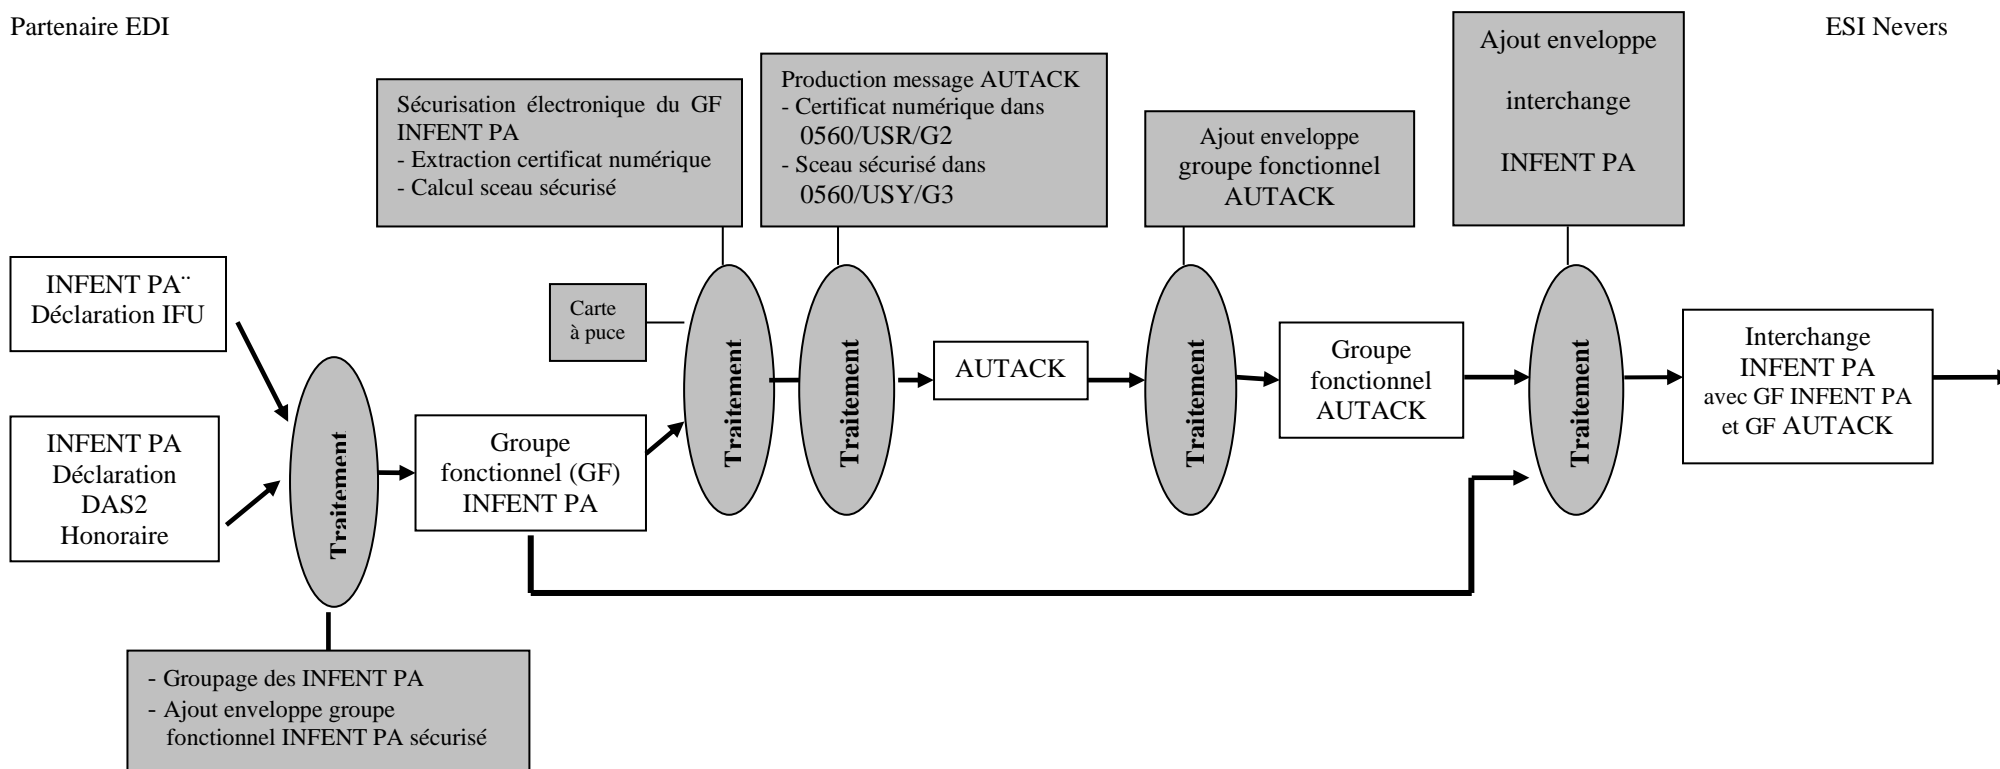 Partenaire EDI
ESI Nevers
Ajout enveloppe
interchange
INFENT PA
Sécurisation électronique du GF
INFENT PA
- Extraction certificat numérique
- Calcul sceau sécurisé
Production message AUTACK
- Certificat numérique dans
0560/USR/G2
- Sceau sécurisé dans
0560/USY/G3
Ajout enveloppe
groupe fonctionnel
AUTACK
INFENT PA¨
Déclaration IFU
Carte
à puce
INFENT PA
Déclaration
DAS2
Honoraire
Traitement
Groupe
fonctionnel (GF)
INFENT PA
Traitement
Traitement
AUTACK
Traitement
Groupe
fonctionnel
AUTACK
Traitement
Interchange
INFENT PA
avec GF INFENT PA
et GF AUTACK
- Groupage des INFENT PA
- Ajout enveloppe groupe
fonctionnel INFENT PA sécurisé